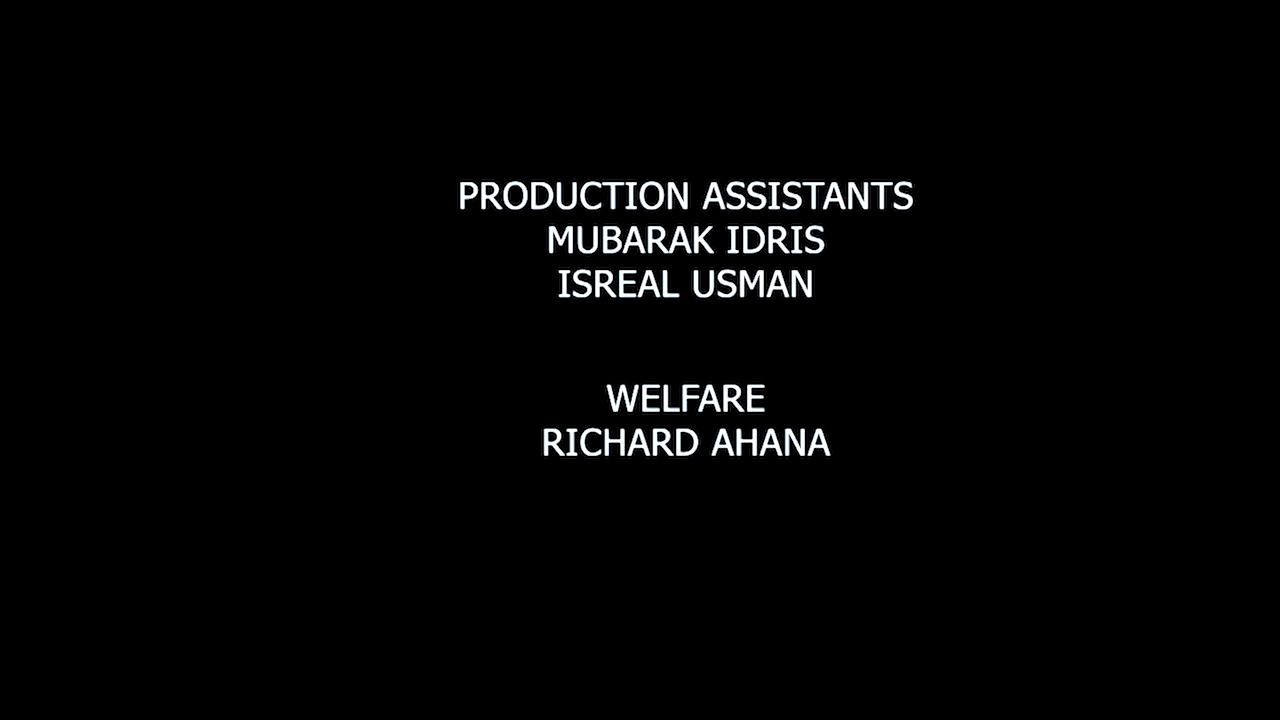 PRODUCTION ASSISTANTS
MUBARAK IDRIS
ISREAL USMAN
WELFARE
RICHARD AHANA